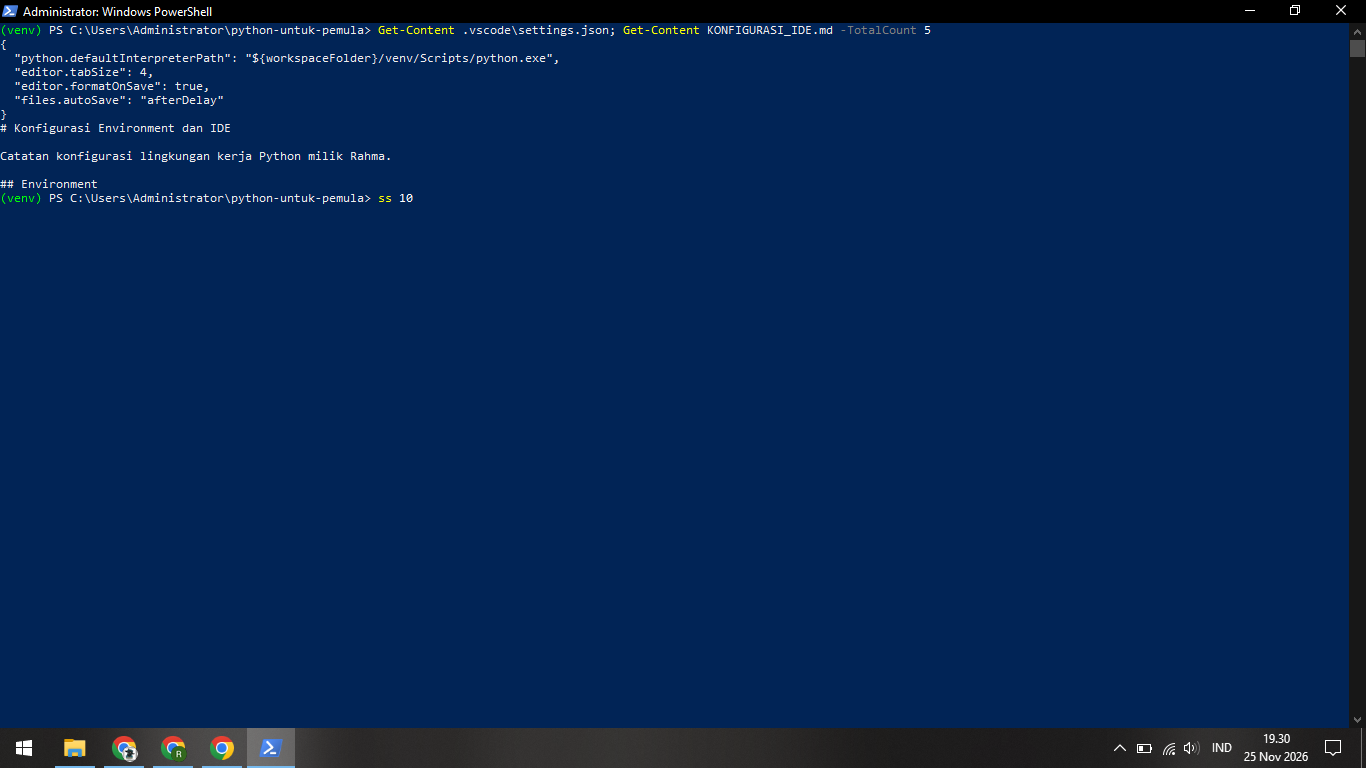 Administrator: Windows PowerShell
(venv) PS C:\Users\Administrator\python-untuk-pemula> Get-Content .vscode\settings.json; Get-Content KONFIGURASI_IDE.md -TotalCount 5
{
  "python.defaultInterpreterPath": "${workspaceFolder}/venv/Scripts/python.exe",
  "editor.tabSize": 4,
  "editor.formatOnSave": true,
  "files.autoSave": "afterDelay"
}
# Konfigurasi Environment dan IDE
Catatan konfigurasi lingkungan kerja Python milik Rahma.
## Environment
(venv) PS C:\Users\Administrator\python-untuk-pemula> ss 10
R
IND
19.30
25 Nov 2026